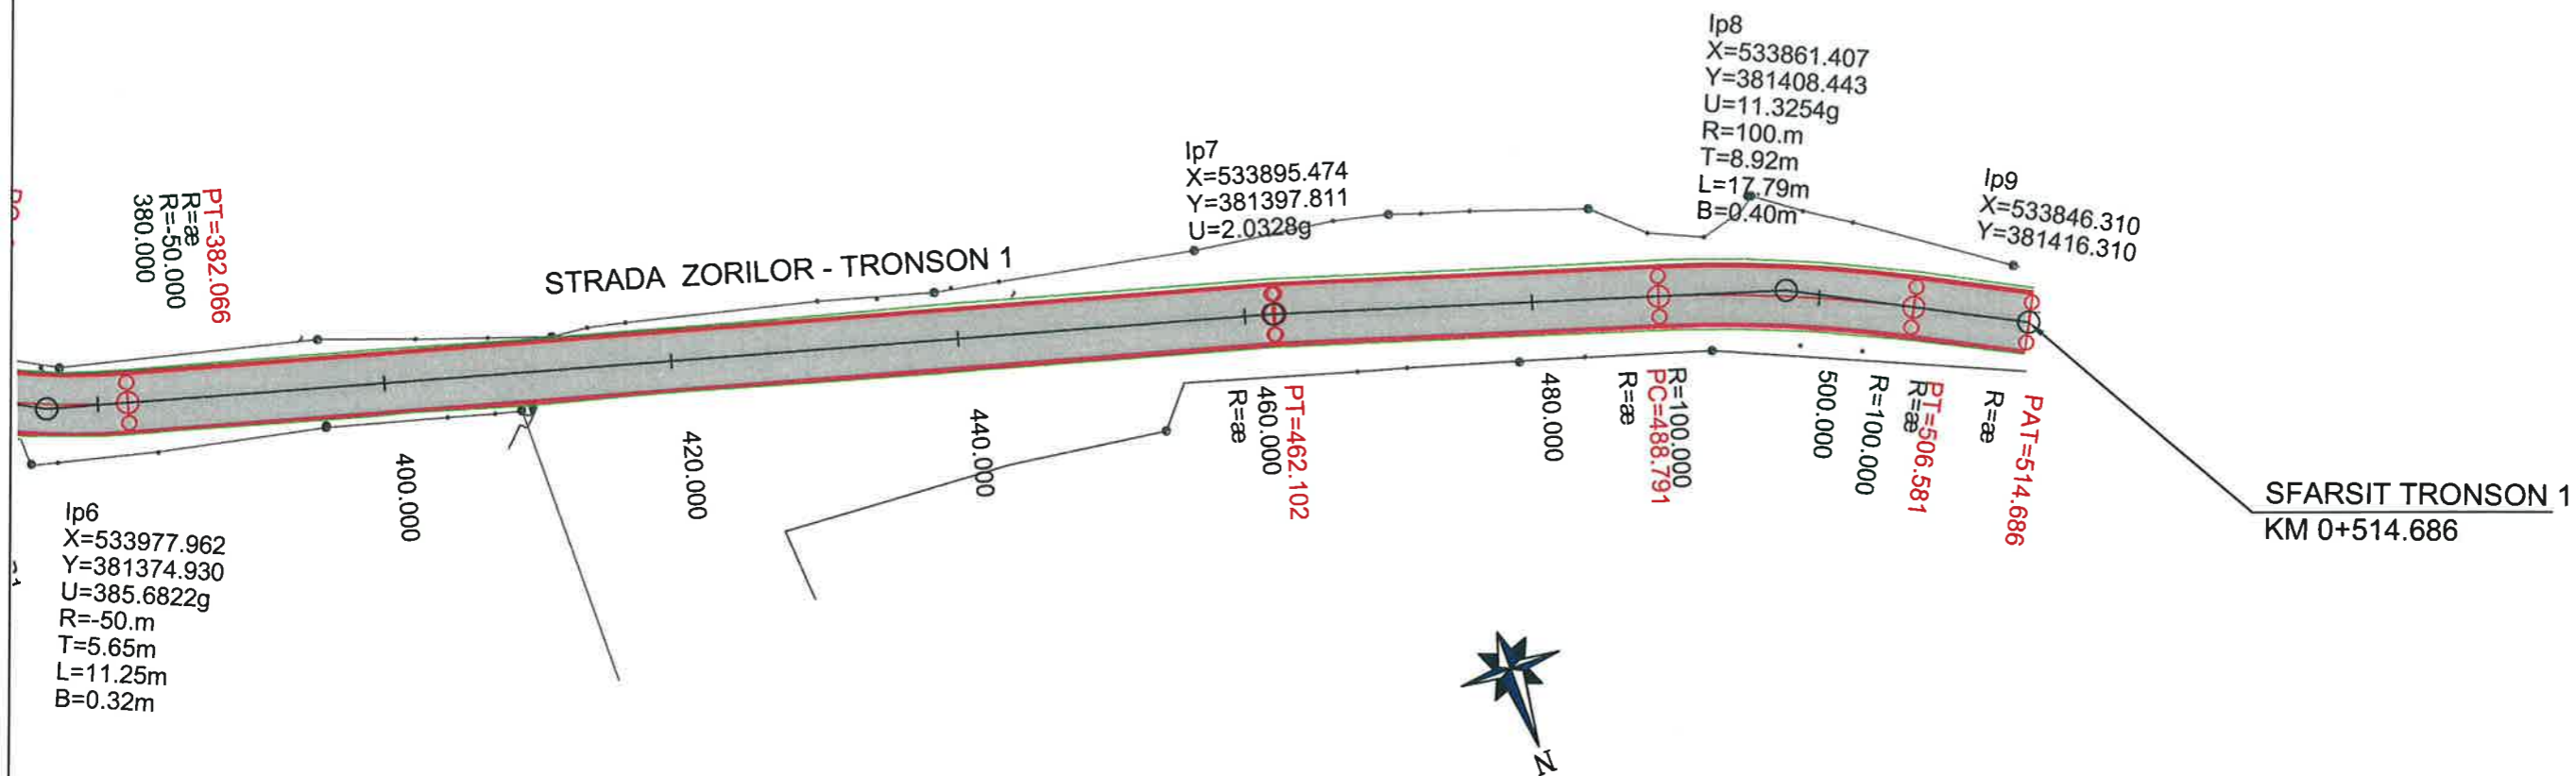 Ip8
X=533861.407
Y=381408.443
U=11.3254g
R=100.m
T=8.92m
L=17.79m
B=0.40m
Ip7
X=533895.474
Y=381397.811
U=2.0328g
Ip9
X=533846.310
Y=381416.310
PT=382.066
R=æ
R=-50.000
380.000
STRADA ZORILOR - TRONSON 1
400.000
420.000
440.000
PT=462.102
460.000
R=æ
480.000
R=100.000
PC=488.791
R=æ
500.000
R=100.000
PT=506.581
R=æ
PAT=514.686
R=æ
SFARSIT TRONSON 1
KM 0+514.686
Ip6
X=533977.962
Y=381374.930
U=385.6822g
R=-50.m
T=5.65m
L=11.25m
B=0.32m
N